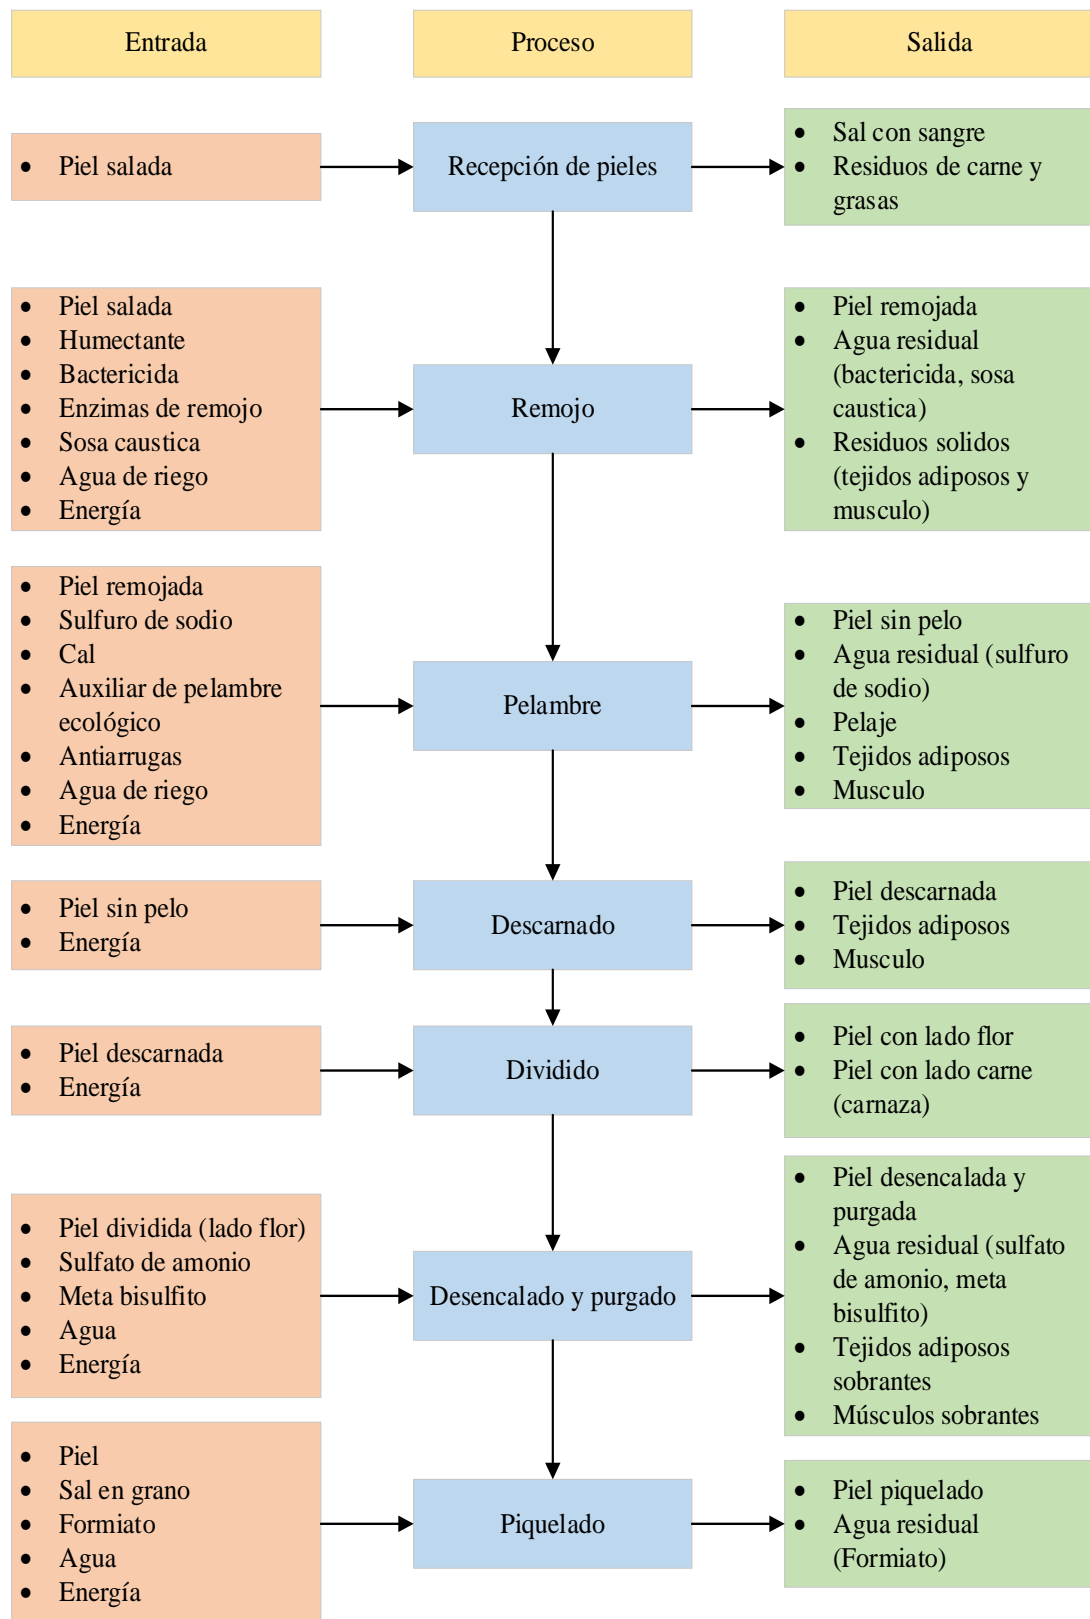 Entrada
Proceso
Salida
• Piel salada
Recepción de pieles
• Sal con sangre
• Residuos de carne y
grasas
• Piel salada
• Humectante
• Bactericida
• Enzimas de remojo
• Sosa caustica
• Agua de riego
• Energía
Remojo
• Piel remojada
• Agua residual
(bactericida, sosa
caustica)
• Residuos solidos
(tejidos adiposos y
musculo)
• Piel remojada
• Sulfuro de sodio
• Cal
• Auxiliar de pelambre
ecológico
• Antiarrugas
• Agua de riego
• Energía
Pelambre
• Piel sin pelo
• Agua residual (sulfuro
de sodio)
• Pelaje
• Tejidos adiposos
• Musculo
• Piel sin pelo
• Energía
Descarnado
• Piel descarnada
• Tejidos adiposos
• Musculo
• Piel descarnada
• Energía
Dividido
• Piel con lado flor
• Piel con lado carne
(carnaza)
• Piel dividida (lado flor)
• Sulfato de amonio
• Meta bisulfito
• Agua
• Energía
Desencalado y purgado
• Piel desencalada y
purgada
• Agua residual (sulfato
de amonio, meta
bisulfito)
• Tejidos adiposos
sobrantes
• Músculos sobrantes
• Piel
• Sal en grano
• Formiato
• Agua
• Energía
Piquelado
• Piel piquelado
• Agua residual
(Formiato)